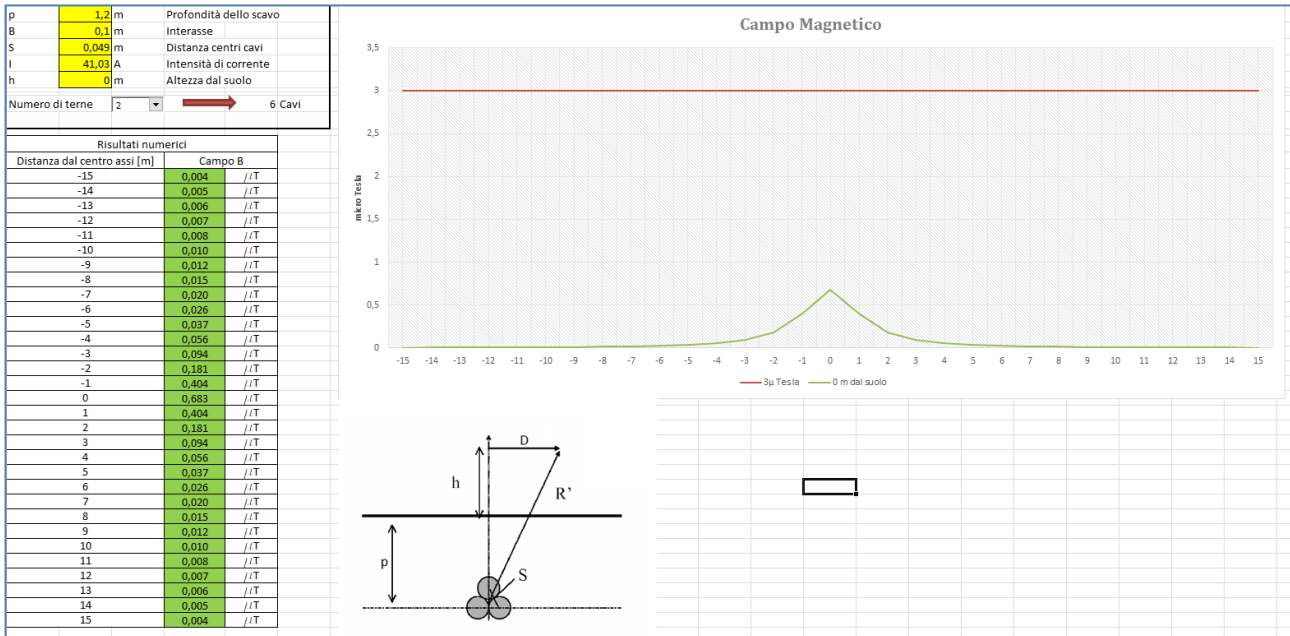 p 1,2 m Profondità dello scavo
B 0,1 m Interasse
S 0,049 m Distanza centri cavi
I 41,03 A Intensità di corrente
h 0 m Altezza dal suolo
Numero di terne 2 6 Cavi
Risultati numerici
Distanza dal centro assi [m] Campo B
-15 0,004 µT
-14 0,005 µT
-13 0,006 µT
-12 0,007 µT
-11 0,008 µT
-10 0,010 µT
-9 0,012 µT
-8 0,015 µT
-7 0,020 µT
-6 0,026 µT
-5 0,037 µT
-4 0,056 µT
-3 0,094 µT
-2 0,181 µT
-1 0,404 µT
0 0,683 µT
1 0,404 µT
2 0,181 µT
3 0,094 µT
4 0,056 µT
5 0,037 µT
6 0,026 µT
7 0,020 µT
8 0,015 µT
9 0,012 µT
10 0,010 µT
11 0,008 µT
12 0,007 µT
13 0,006 µT
14 0,005 µT
15 0,004 µT
Campo Magnetico
3,5
3
2,5
2
1,5
1
0,5
0
micro Tesla
-15 -14 -13 -12 -11 -10 -9 -8 -7 -6 -5 -4 -3 -2 -1 0 1 2 3 4 5 6 7 8 9 10 11 12 13 14 15
3µ Tesla 0 m dal suolo
D
h
R'
p
S